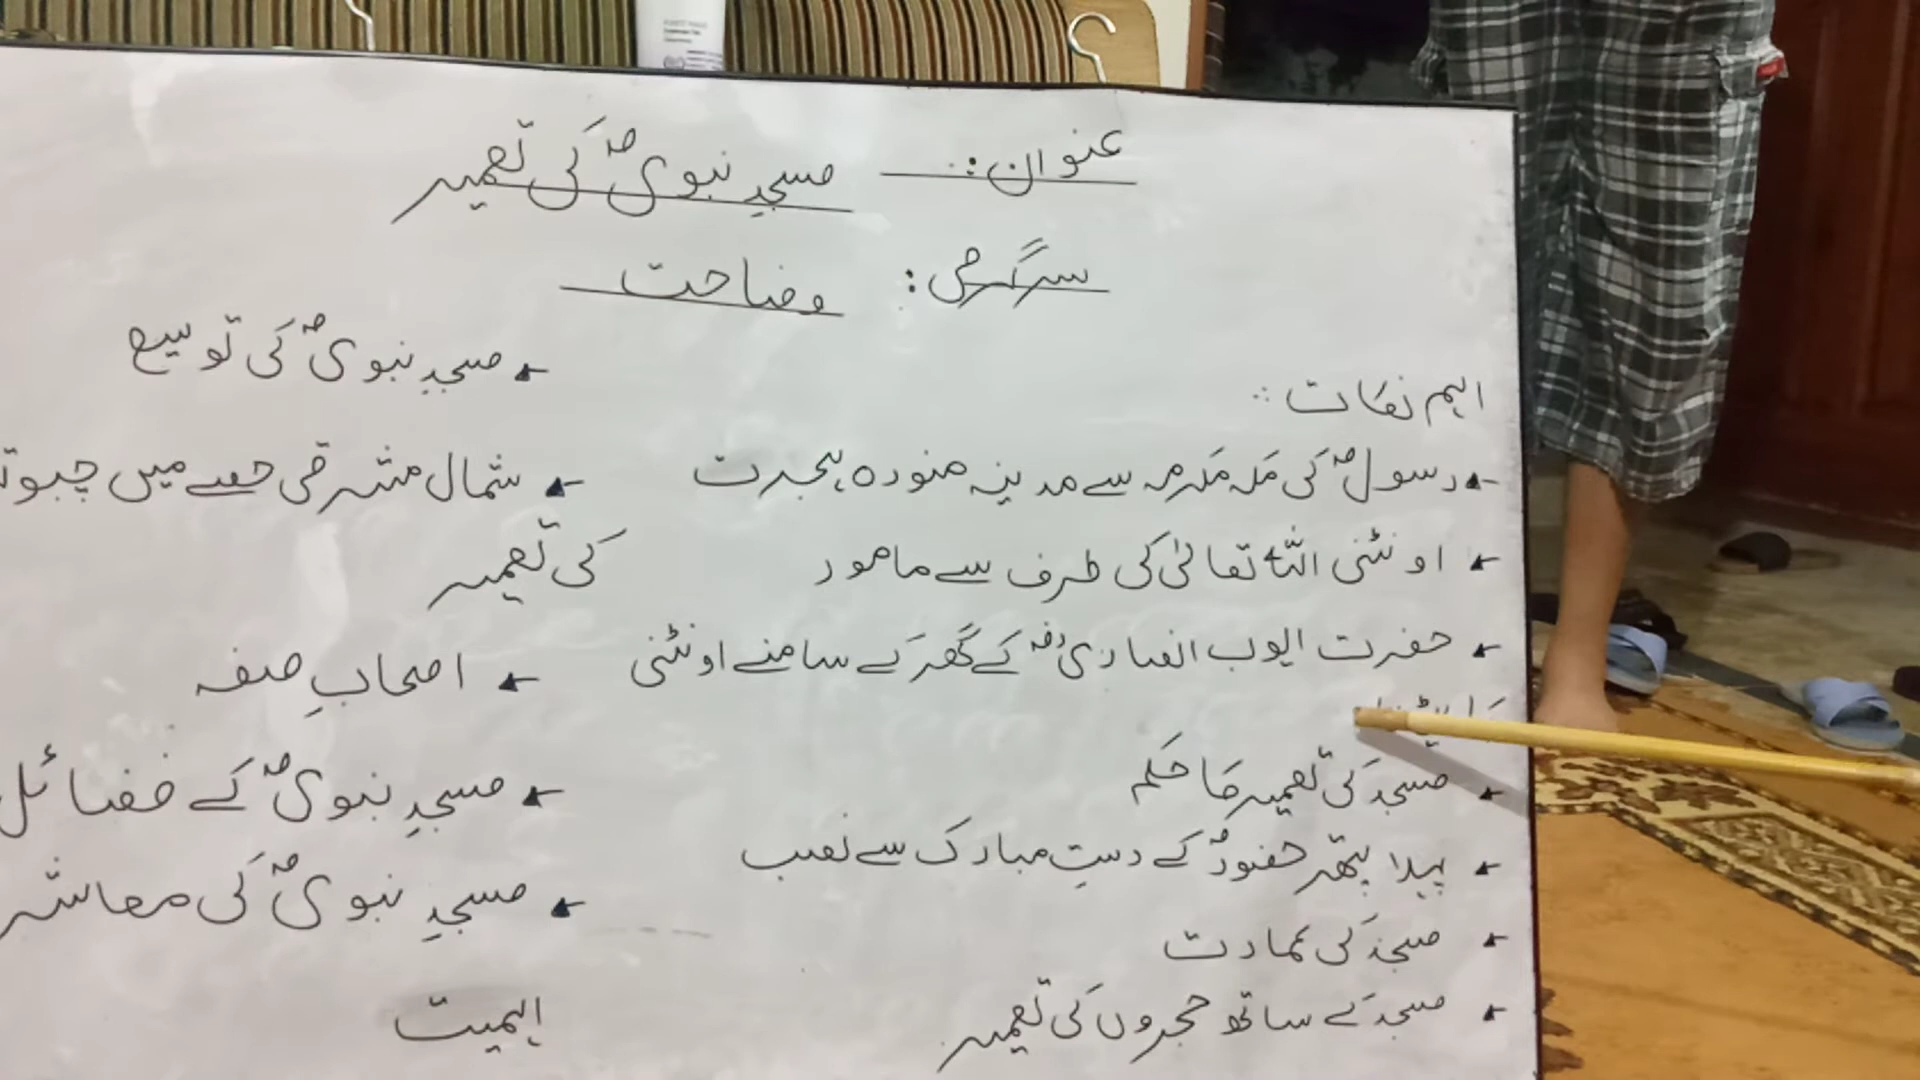 عنوان: مسجدِ نبویؐ کی تعمیر
سرگرمی: وضاحت
اہم نقات:
رسولؐ کی مکہ مکرمہ سے مدینہ منورہ ہجرت
اونٹنی اللہ تعالیٰ کی طرف سے مامور
حضرت ایوب انصاریؓ کے گھر کے سامنے اونٹنی
مسجد کی تعمیر کا حکم
پہلا پتھر حضورؐ کے دستِ مبارک سے نصب
مسجد کی عمارت
مسجد کے ساتھ حجروں کی تعمیر
مسجدِ نبویؐ کی توسیع
شمال مشرقی حصے میں
کی تعمیر
اصحابِ صفہ
مسجدِ نبویؐ کے فضائل
مسجدِ نبویؐ کی
اہمیت